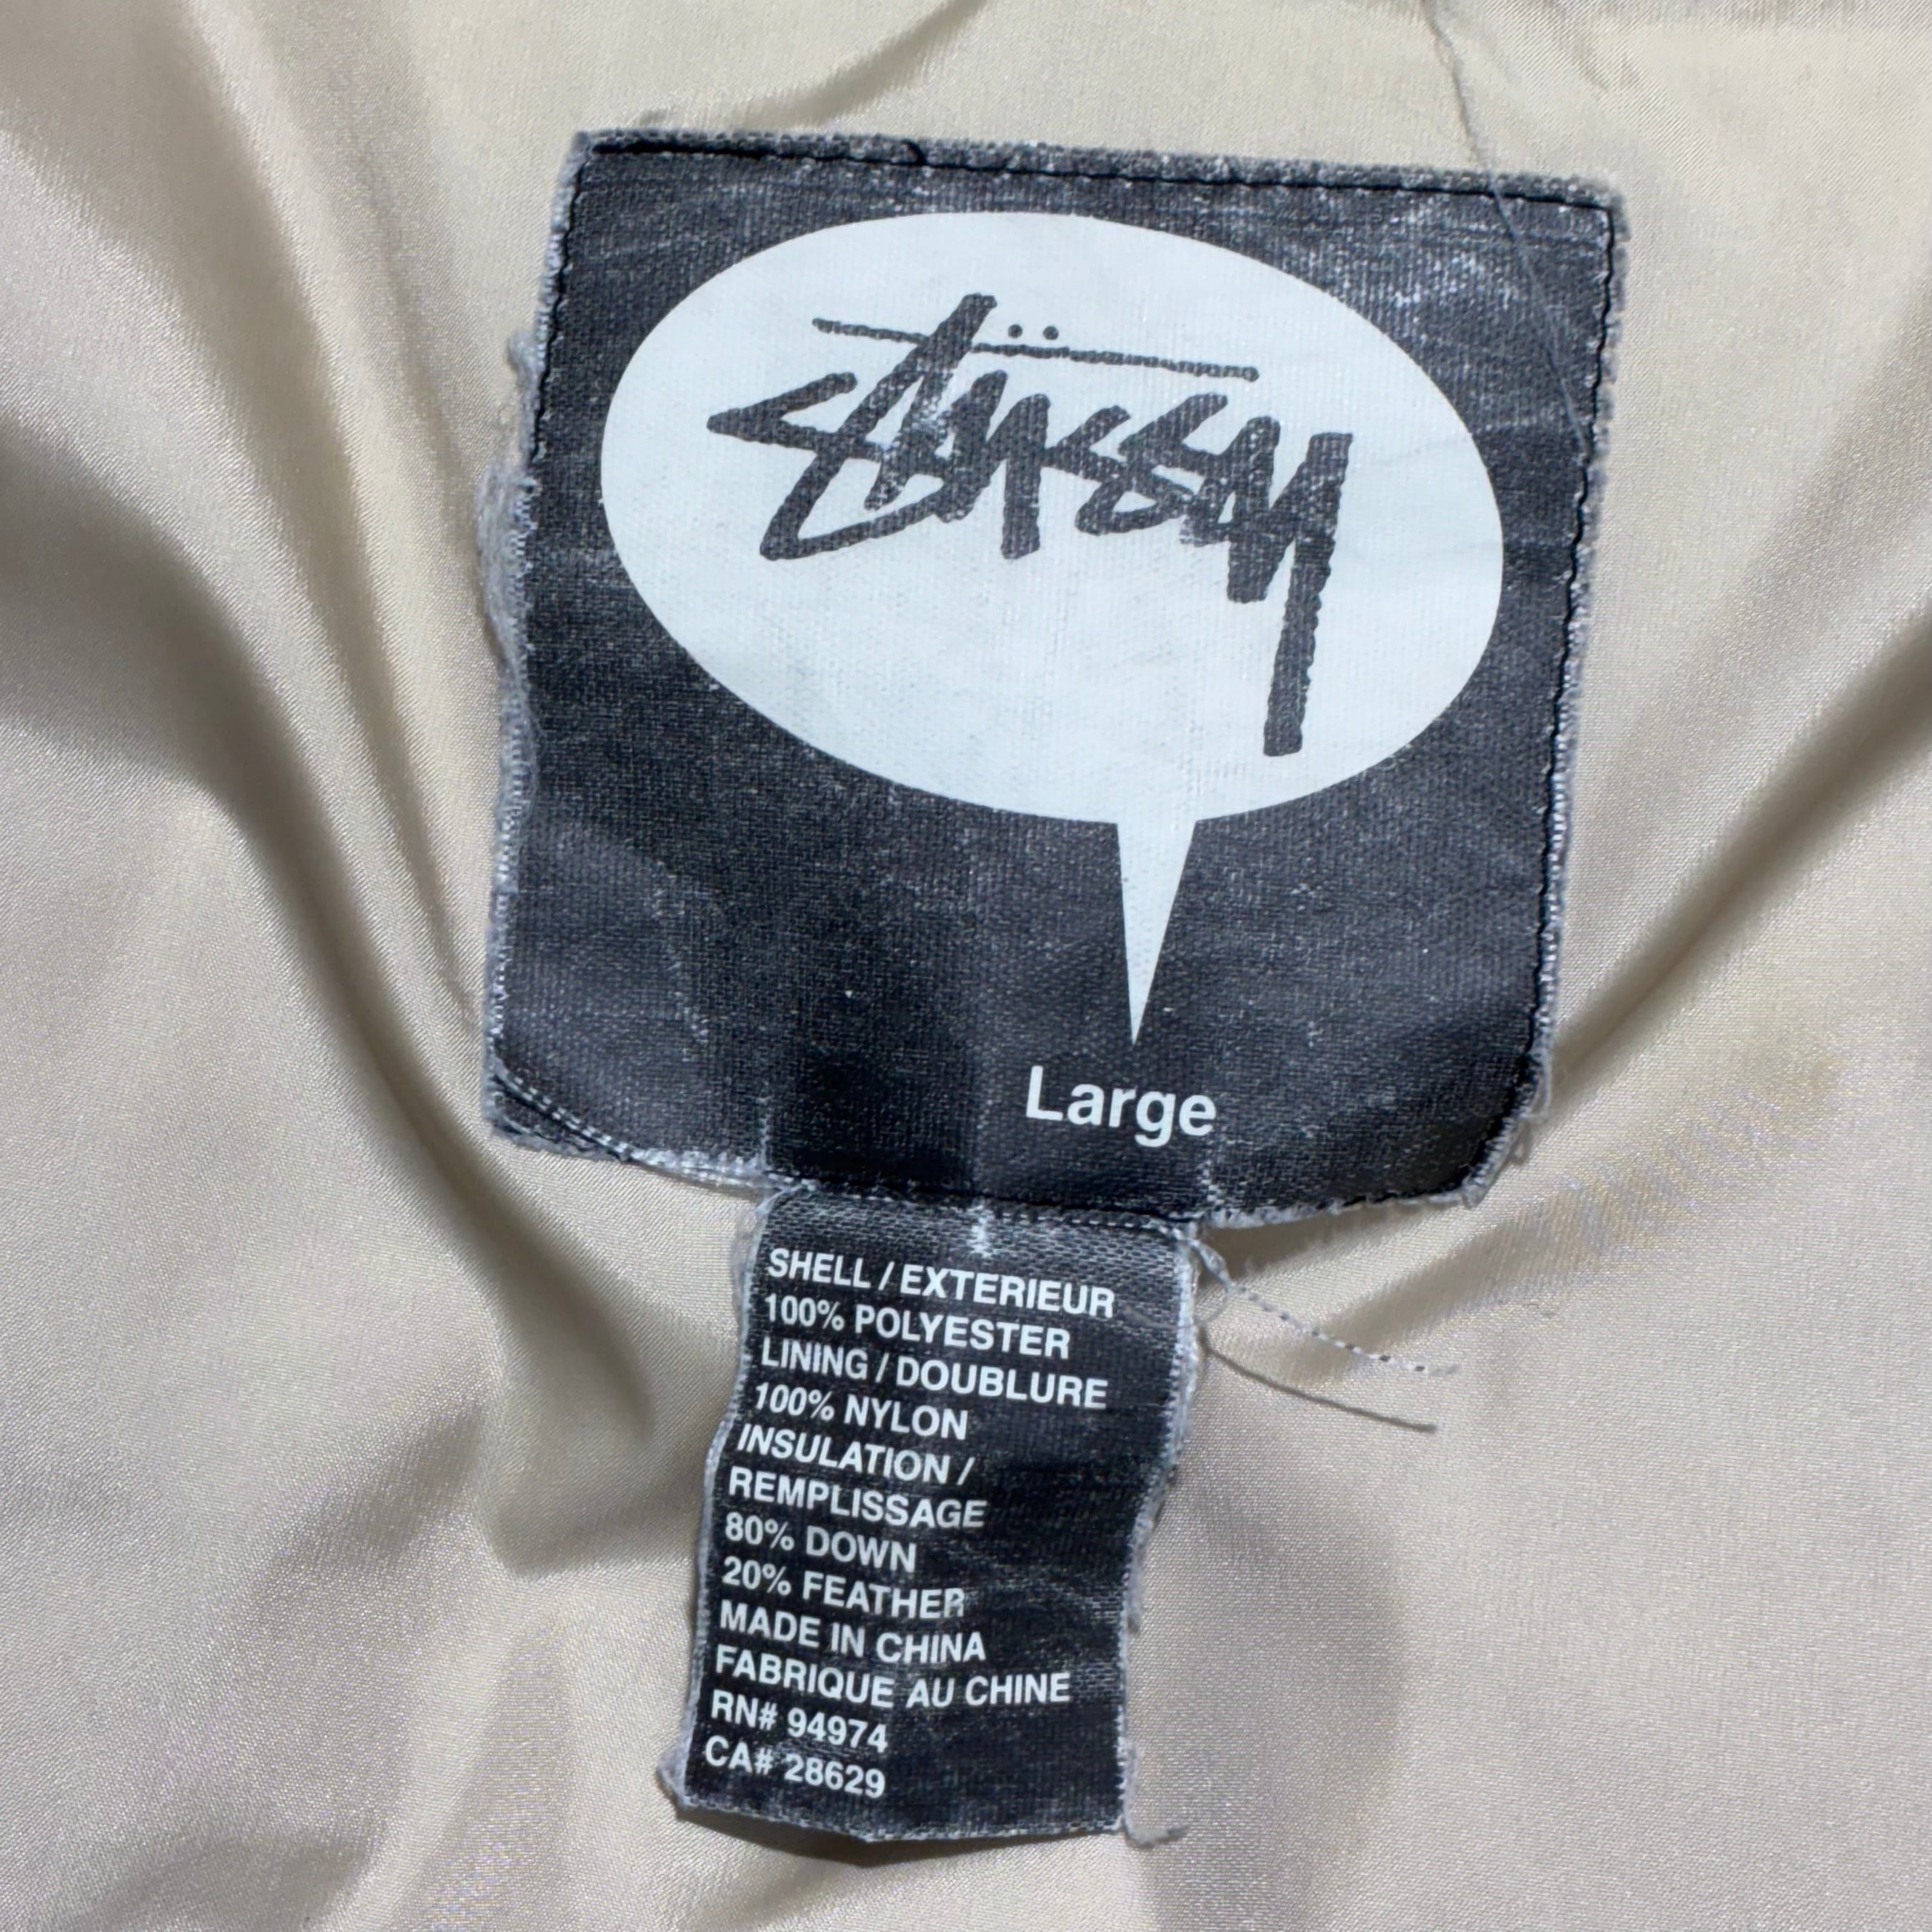 Stüssy
Large
SHELL / EXTERIEUR
100% POLYESTER
LINING / DOUBLURE
100% NYLON
INSULATION /
REMPLISSAGE
80% DOWN
20% FEATHER
MADE IN CHINA
FABRIQUE AU CHINE
RN# 94974
CA# 28629